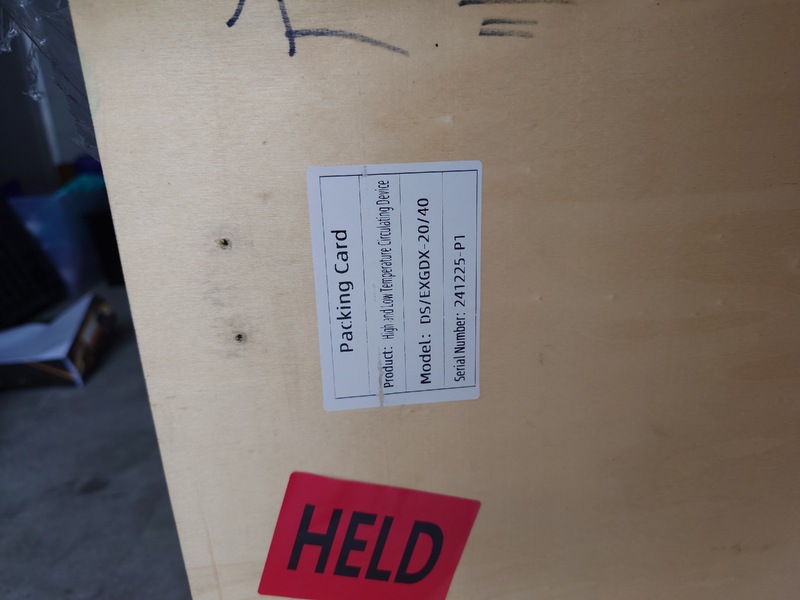 Packing Card
Product: High and Low Temperature Circulating Device
Model: DS/EXGDX-20/40
Serial Number: 241225-P1
HELD